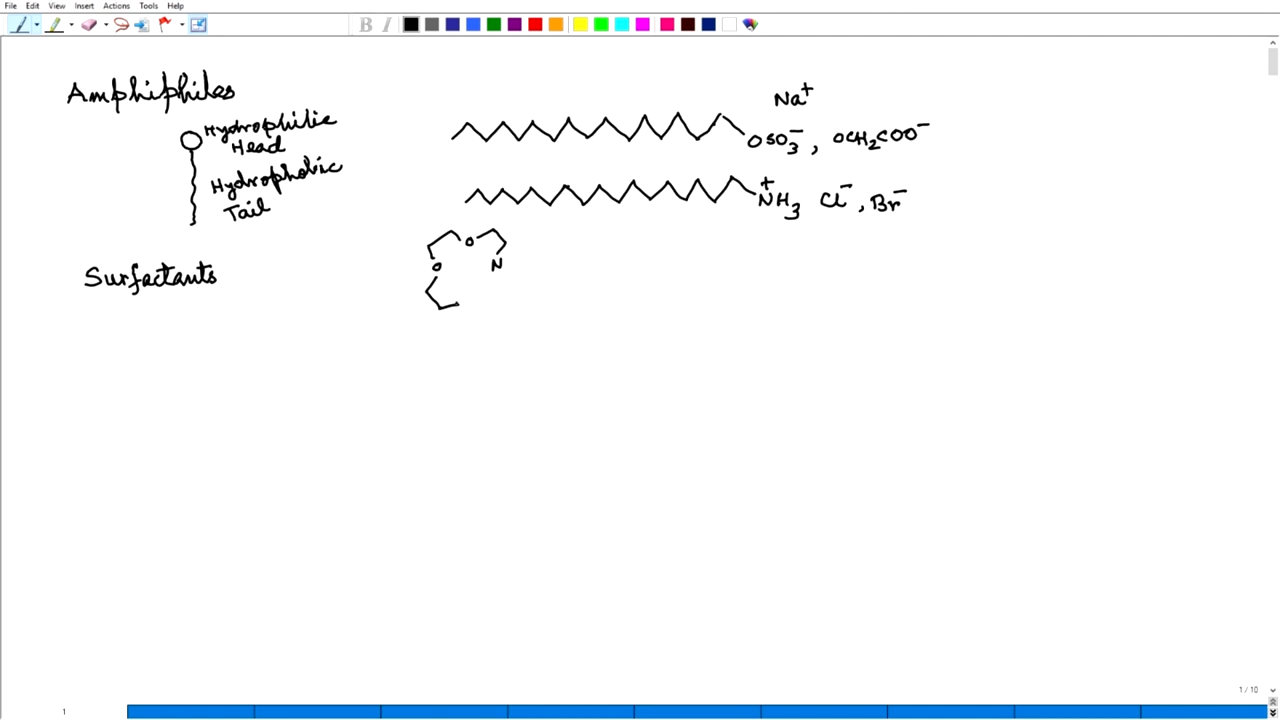 File Edit View Insert Actions Tools Help
B I
Amphiphiles
Hydrophilic
Head
Hydrophobic
Tail
Na⁺
OSO₃⁻, OCH₂COO⁻
⁺NH₃ Cl⁻, Br⁻
O
O N
Surfactants
1 / 10
1